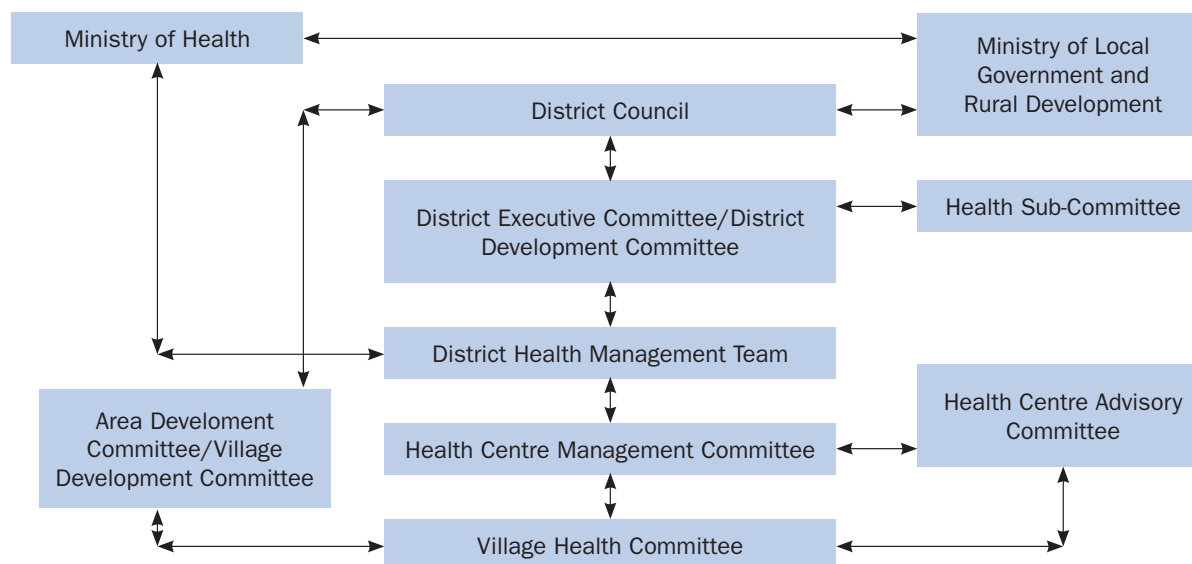 Ministry of Health
Ministry of Local
Government and
Rural Development
District Council
District Executive Committee/District
Development Committee
Health Sub-Committee
District Health Management Team
Area Develoment
Committee/Village
Development Committee
Health Centre Management Committee
Health Centre Advisory
Committee
Village Health Committee